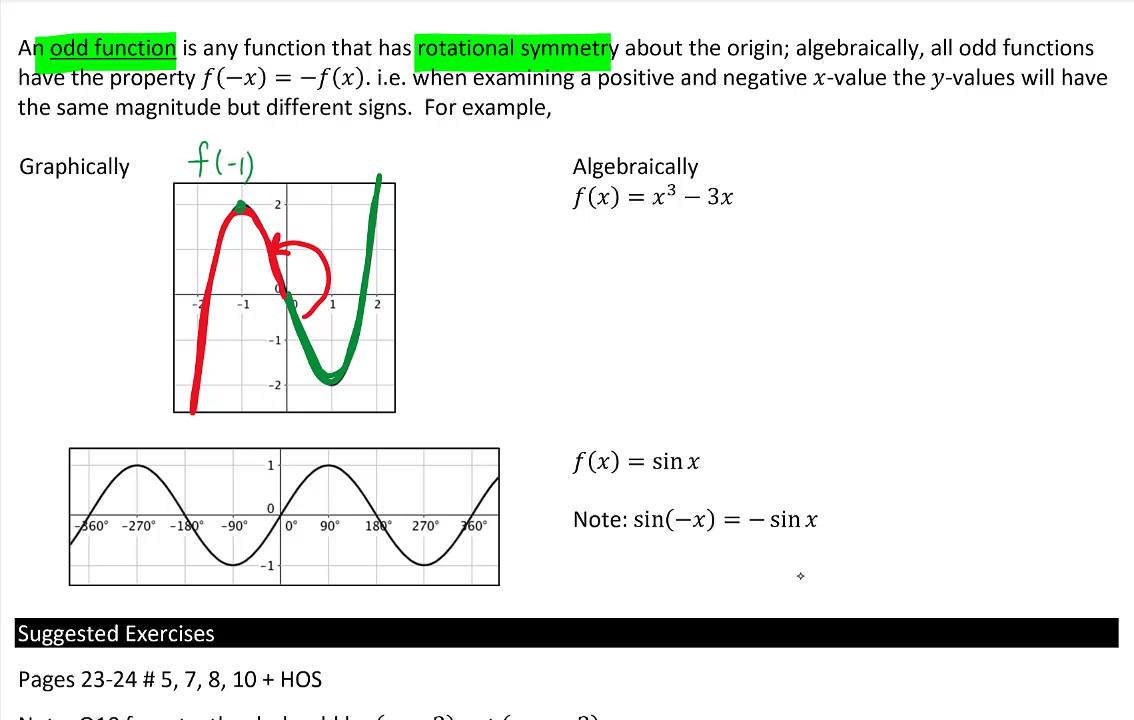 An odd function is any function that has rotational symmetry about the origin; algebraically, all odd functions
have the property f(−x) = −f(x). i.e. when examining a positive and negative x-value the y-values will have
the same magnitude but different signs. For example,
Graphically
f(-1)
Algebraically
f(x) = x³ − 3x
2
0
-2 -1 0 1 2
-1
-2
f(x) = sin x
1
0
-360° -270° -180° -90° 0° 90° 180° 270° 360°
-1
Note: sin(−x) = − sin x
Suggested Exercises
Pages 23-24 # 5, 7, 8, 10 + HOS